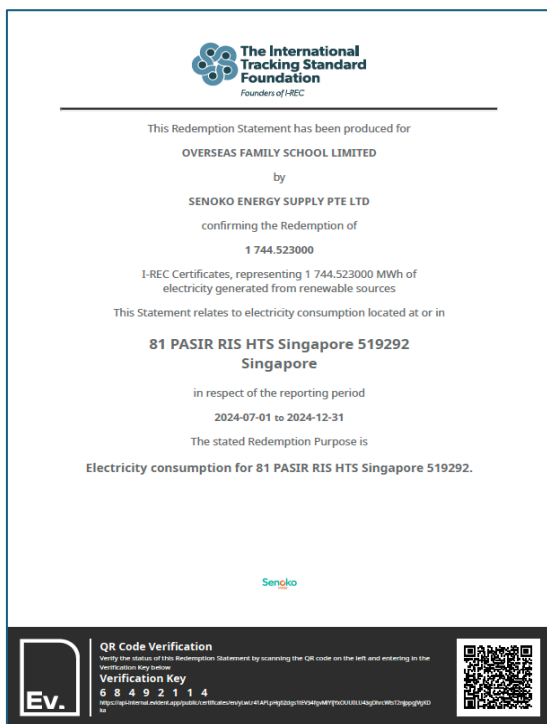 The International
Tracking Standard
Foundation
Founders of I-REC
This Redemption Statement has been produced for
OVERSEAS FAMILY SCHOOL LIMITED
by
SENOKO ENERGY SUPPLY PTE LTD
confirming the Redemption of
1 744.523000
I-REC Certificates, representing 1 744.523000 MWh of
electricity generated from renewable sources
This Statement relates to electricity consumption located at or in
81 PASIR RIS HTS Singapore 519292
Singapore
in respect of the reporting period
2024-07-01 to 2024-12-31
The stated Redemption Purpose is
Electricity consumption for 81 PASIR RIS HTS Singapore 519292.
Senoko
Ev.
QR Code Verification
Verify the status of this Redemption Statement by scanning the QR code on the left and entering in the
Verification Key below
Verification Key
6 8 4 9 2 1 1 4